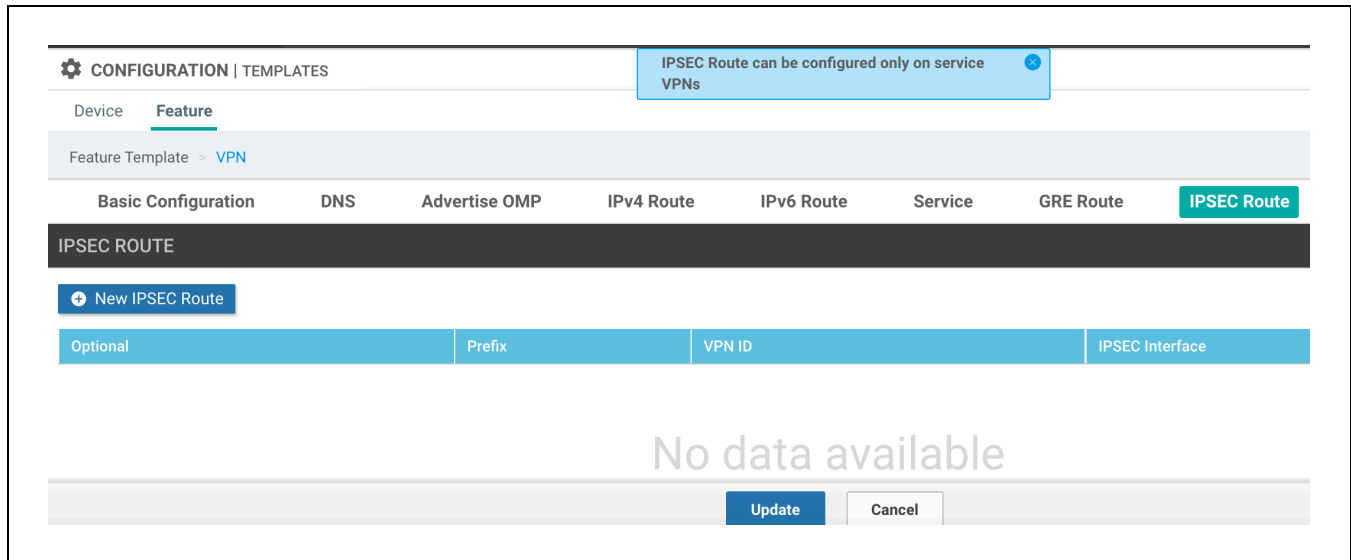 CONFIGURATION | TEMPLATES
IPSEC Route can be configured only on service
VPNs
Device Feature
Feature Template > VPN
Basic Configuration DNS Advertise OMP IPv4 Route IPv6 Route Service GRE Route IPSEC Route
IPSEC ROUTE
New IPSEC Route
Optional Prefix VPN ID IPSEC Interface
No data available
Update Cancel